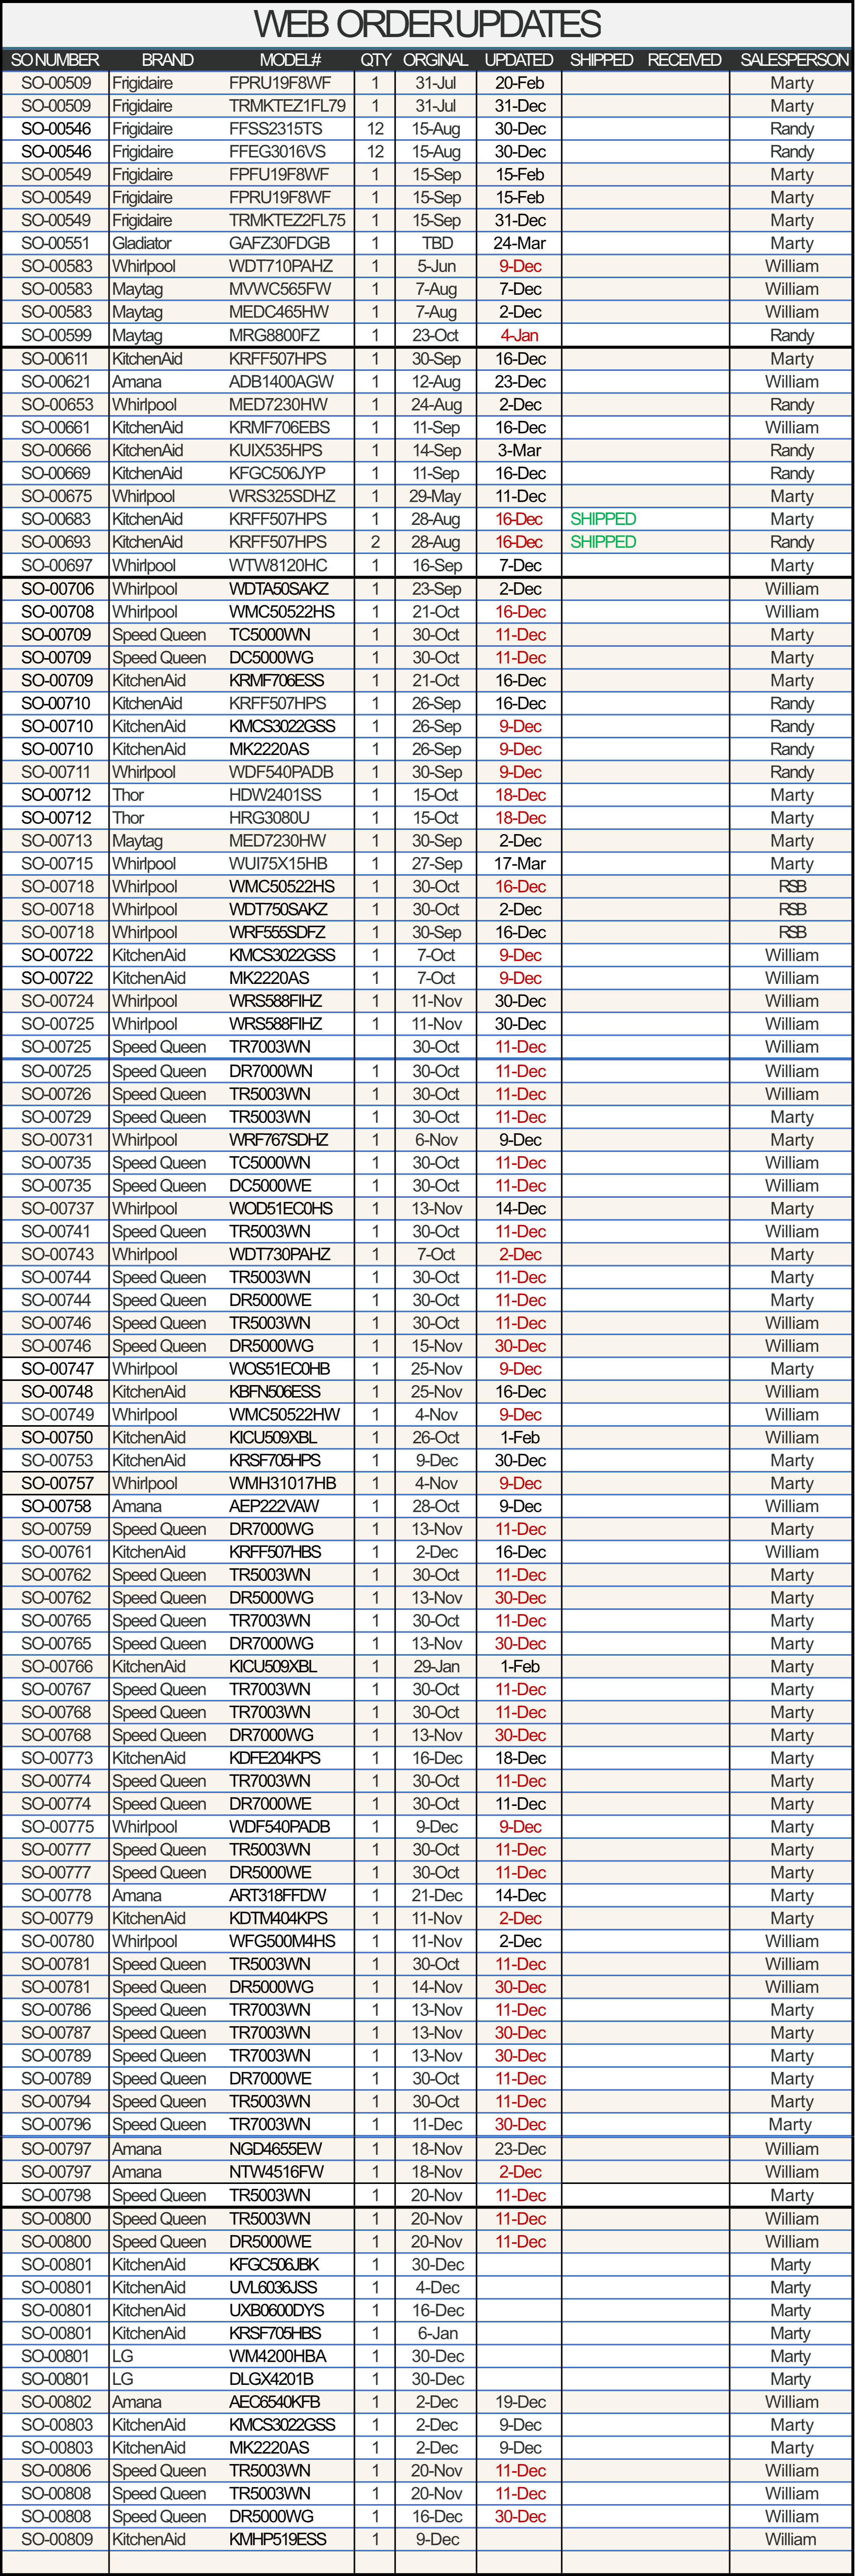 WEB ORDER UPDATES
SO NUMBER BRAND MODEL# QTY ORGINAL UPDATED SHIPPED RECEIVED SALESPERSON
SO-00509 Frigidaire FPRU19F8WF 1 31-Jul 20-Feb Marty
SO-00509 Frigidaire TRMKTEZ1FL79 1 31-Jul 31-Dec Marty
SO-00546 Frigidaire FFSS2315TS 12 15-Aug 30-Dec Randy
SO-00546 Frigidaire FFEG3016VS 12 15-Aug 30-Dec Randy
SO-00549 Frigidaire FPFU19F8WF 1 15-Sep 15-Feb Marty
SO-00549 Frigidaire FPRU19F8WF 1 15-Sep 15-Feb Marty
SO-00549 Frigidaire TRMKTEZ2FL75 1 15-Sep 31-Dec Marty
SO-00551 Gladiator GAFZ30FDGB 1 TBD 24-Mar Marty
SO-00583 Whirlpool WDT710PAHZ 1 5-Jun 9-Dec William
SO-00583 Maytag MVWC565FW 1 7-Aug 7-Dec William
SO-00583 Maytag MEDC465HW 1 7-Aug 2-Dec William
SO-00599 Maytag MRG8800FZ 1 23-Oct 4-Jan Randy
SO-00611 KitchenAid KRFF507HPS 1 30-Sep 16-Dec Marty
SO-00621 Amana ADB1400AGW 1 12-Aug 23-Dec William
SO-00653 Whirlpool MED7230HW 1 24-Aug 2-Dec Randy
SO-00661 KitchenAid KRMF706EBS 1 11-Sep 16-Dec William
SO-00666 KitchenAid KUIX535HPS 1 14-Sep 3-Mar Randy
SO-00669 KitchenAid KFGC506JYP 1 11-Sep 16-Dec Randy
SO-00675 Whirlpool WRS325SDHZ 1 29-May 11-Dec Marty
SO-00683 KitchenAid KRFF507HPS 1 28-Aug 16-Dec SHIPPED Marty
SO-00693 KitchenAid KRFF507HPS 2 28-Aug 16-Dec SHIPPED Randy
SO-00697 Whirlpool WTW8120HC 1 16-Sep 7-Dec Marty
SO-00706 Whirlpool WDTA50SAKZ 1 23-Sep 2-Dec William
SO-00708 Whirlpool WMC50522HS 1 21-Oct 16-Dec William
SO-00709 Speed Queen TC5000WN 1 30-Oct 11-Dec Marty
SO-00709 Speed Queen DC5000WG 1 30-Oct 11-Dec Marty
SO-00709 KitchenAid KRMF706ESS 1 21-Oct 16-Dec Marty
SO-00710 KitchenAid KRFF507HPS 1 26-Sep 16-Dec Randy
SO-00710 KitchenAid KMCS3022GSS 1 26-Sep 9-Dec Randy
SO-00710 KitchenAid MK2220AS 1 26-Sep 9-Dec Randy
SO-00711 Whirlpool WDF540PADB 1 30-Sep 9-Dec Randy
SO-00712 Thor HDW2401SS 1 15-Oct 18-Dec Marty
SO-00712 Thor HRG3080U 1 15-Oct 18-Dec Marty
SO-00713 Maytag MED7230HW 1 30-Sep 2-Dec Marty
SO-00715 Whirlpool WUI75X15HB 1 27-Sep 17-Mar Marty
SO-00718 Whirlpool WMC50522HS 1 30-Oct 16-Dec RSB
SO-00718 Whirlpool WDT750SAKZ 1 30-Oct 2-Dec RSB
SO-00718 Whirlpool WRF555SDFZ 1 30-Sep 16-Dec RSB
SO-00722 KitchenAid KMCS3022GSS 1 7-Oct 9-Dec William
SO-00722 KitchenAid MK2220AS 1 7-Oct 9-Dec William
SO-00724 Whirlpool WRS588FIHZ 1 11-Nov 30-Dec William
SO-00725 Whirlpool WRS588FIHZ 1 11-Nov 30-Dec William
SO-00725 Speed Queen TR7003WN 30-Oct 11-Dec William
SO-00725 Speed Queen DR7000WN 1 30-Oct 11-Dec William
SO-00726 Speed Queen TR5003WN 1 30-Oct 11-Dec William
SO-00729 Speed Queen TR5003WN 1 30-Oct 11-Dec Marty
SO-00731 Whirlpool WRF767SDHZ 1 6-Nov 9-Dec Marty
SO-00735 Speed Queen TC5000WN 1 30-Oct 11-Dec William
SO-00735 Speed Queen DC5000WE 1 30-Oct 11-Dec William
SO-00737 Whirlpool WOD51EC0HS 1 13-Nov 14-Dec Marty
SO-00741 Speed Queen TR5003WN 1 30-Oct 11-Dec William
SO-00743 Whirlpool WDT730PAHZ 1 7-Oct 2-Dec Marty
SO-00744 Speed Queen TR5003WN 1 30-Oct 11-Dec Marty
SO-00744 Speed Queen DR5000WE 1 30-Oct 11-Dec Marty
SO-00746 Speed Queen TR5003WN 1 30-Oct 11-Dec William
SO-00746 Speed Queen DR5000WG 1 15-Nov 30-Dec William
SO-00747 Whirlpool WOS51EC0HB 1 25-Nov 9-Dec Marty
SO-00748 KitchenAid KBFN506ESS 1 25-Nov 16-Dec William
SO-00749 Whirlpool WMC50522HW 1 4-Nov 9-Dec William
SO-00750 KitchenAid KICU509XBL 1 26-Oct 1-Feb William
SO-00753 KitchenAid KRSF705HPS 1 9-Dec 30-Dec Marty
SO-00757 Whirlpool WMH31017HB 1 4-Nov 9-Dec Marty
SO-00758 Amana AEP222VAW 1 28-Oct 9-Dec William
SO-00759 Speed Queen DR7000WG 1 13-Nov 11-Dec Marty
SO-00761 KitchenAid KRFF507HBS 1 2-Dec 16-Dec William
SO-00762 Speed Queen TR5003WN 1 30-Oct 11-Dec Marty
SO-00762 Speed Queen DR5000WG 1 13-Nov 30-Dec Marty
SO-00765 Speed Queen TR7003WN 1 30-Oct 11-Dec Marty
SO-00765 Speed Queen DR7000WG 1 13-Nov 30-Dec Marty
SO-00766 KitchenAid KICU509XBL 1 29-Jan 1-Feb Marty
SO-00767 Speed Queen TR7003WN 1 30-Oct 11-Dec Marty
SO-00768 Speed Queen TR7003WN 1 30-Oct 11-Dec Marty
SO-00768 Speed Queen DR7000WG 1 13-Nov 30-Dec Marty
SO-00773 KitchenAid KDFE204KPS 1 16-Dec 18-Dec Marty
SO-00774 Speed Queen TR7003WN 1 30-Oct 11-Dec Marty
SO-00774 Speed Queen DR7000WE 1 30-Oct 11-Dec Marty
SO-00775 Whirlpool WDF540PADB 1 9-Dec 9-Dec Marty
SO-00777 Speed Queen TR5003WN 1 30-Oct 11-Dec Marty
SO-00777 Speed Queen DR5000WE 1 30-Oct 11-Dec Marty
SO-00778 Amana ART318FFDW 1 21-Dec 14-Dec Marty
SO-00779 KitchenAid KDTM404KPS 1 11-Nov 2-Dec Marty
SO-00780 Whirlpool WFG500M4HS 1 11-Nov 2-Dec William
SO-00781 Speed Queen TR5003WN 1 30-Oct 11-Dec William
SO-00781 Speed Queen DR5000WG 1 14-Nov 30-Dec William
SO-00786 Speed Queen TR7003WN 1 13-Nov 11-Dec Marty
SO-00787 Speed Queen TR7003WN 1 13-Nov 30-Dec Marty
SO-00789 Speed Queen TR7003WN 1 13-Nov 30-Dec Marty
SO-00789 Speed Queen DR7000WE 1 30-Oct 11-Dec Marty
SO-00794 Speed Queen TR5003WN 1 30-Oct 11-Dec Marty
SO-00796 Speed Queen TR7003WN 1 11-Dec 30-Dec Marty
SO-00797 Amana NGD4655EW 1 18-Nov 23-Dec William
SO-00797 Amana NTW4516FW 1 18-Nov 2-Dec William
SO-00798 Speed Queen TR5003WN 1 20-Nov 11-Dec Marty
SO-00800 Speed Queen TR5003WN 1 20-Nov 11-Dec William
SO-00800 Speed Queen DR5000WE 1 20-Nov 11-Dec William
SO-00801 KitchenAid KFGC506JBK 1 30-Dec Marty
SO-00801 KitchenAid UVL6036JSS 1 4-Dec Marty
SO-00801 KitchenAid UXB0600DYS 1 16-Dec Marty
SO-00801 KitchenAid KRSF705HBS 1 6-Jan Marty
SO-00801 LG WM4200HBA 1 30-Dec Marty
SO-00801 LG DLGX4201B 1 30-Dec Marty
SO-00802 Amana AEC6540KFB 1 2-Dec 19-Dec William
SO-00803 KitchenAid KMCS3022GSS 1 2-Dec 9-Dec Marty
SO-00803 KitchenAid MK2220AS 1 2-Dec 9-Dec Marty
SO-00806 Speed Queen TR5003WN 1 20-Nov 11-Dec William
SO-00808 Speed Queen TR5003WN 1 20-Nov 11-Dec William
SO-00808 Speed Queen DR5000WG 1 16-Dec 30-Dec William
SO-00809 KitchenAid KMHP519ESS 1 9-Dec William